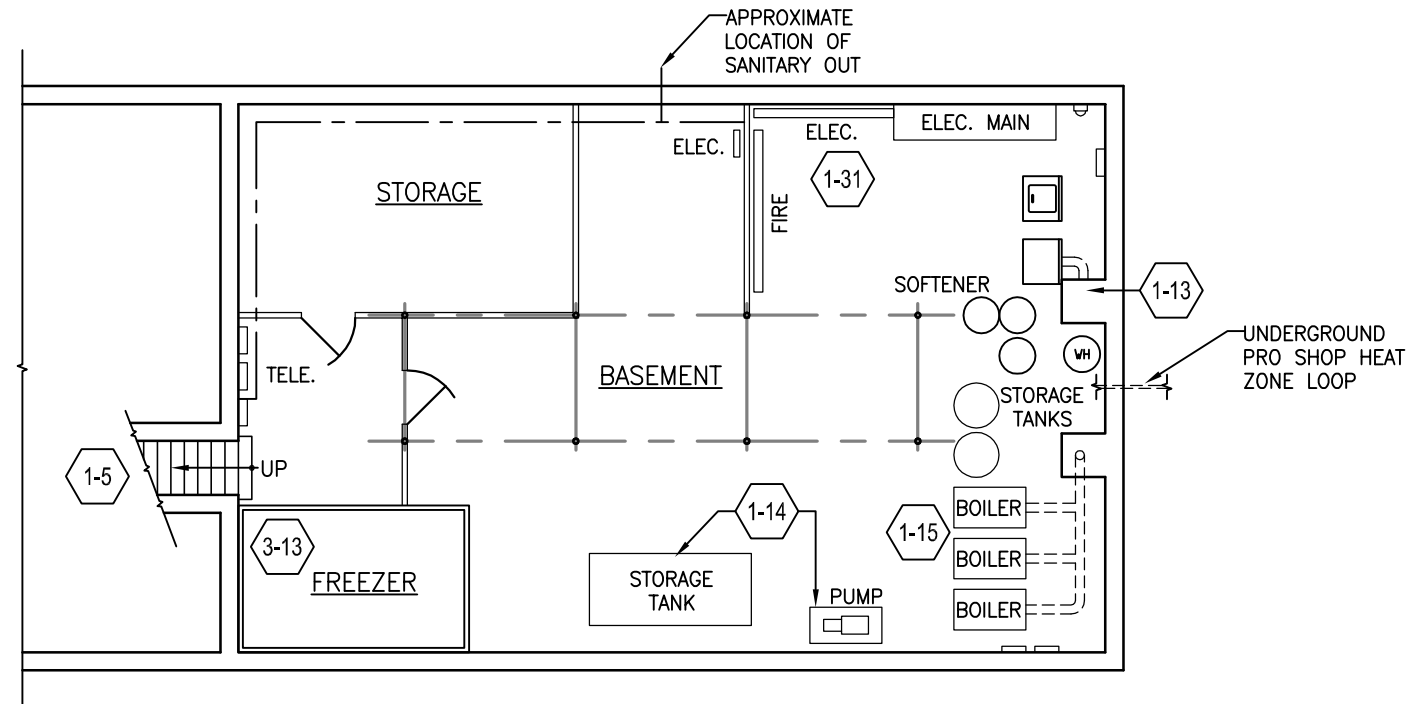 APPROXIMATE
LOCATION OF
SANITARY OUT
ELEC.
ELEC.
ELEC. MAIN
1-31
STORAGE
FIRE
SOFTENER
1-13
UNDERGROUND
PRO SHOP HEAT
ZONE LOOP
WH
TELE.
BASEMENT
STORAGE
TANKS
1-5
UP
1-14
1-15
BOILER
3-13
FREEZER
STORAGE
TANK
BOILER
PUMP
BOILER